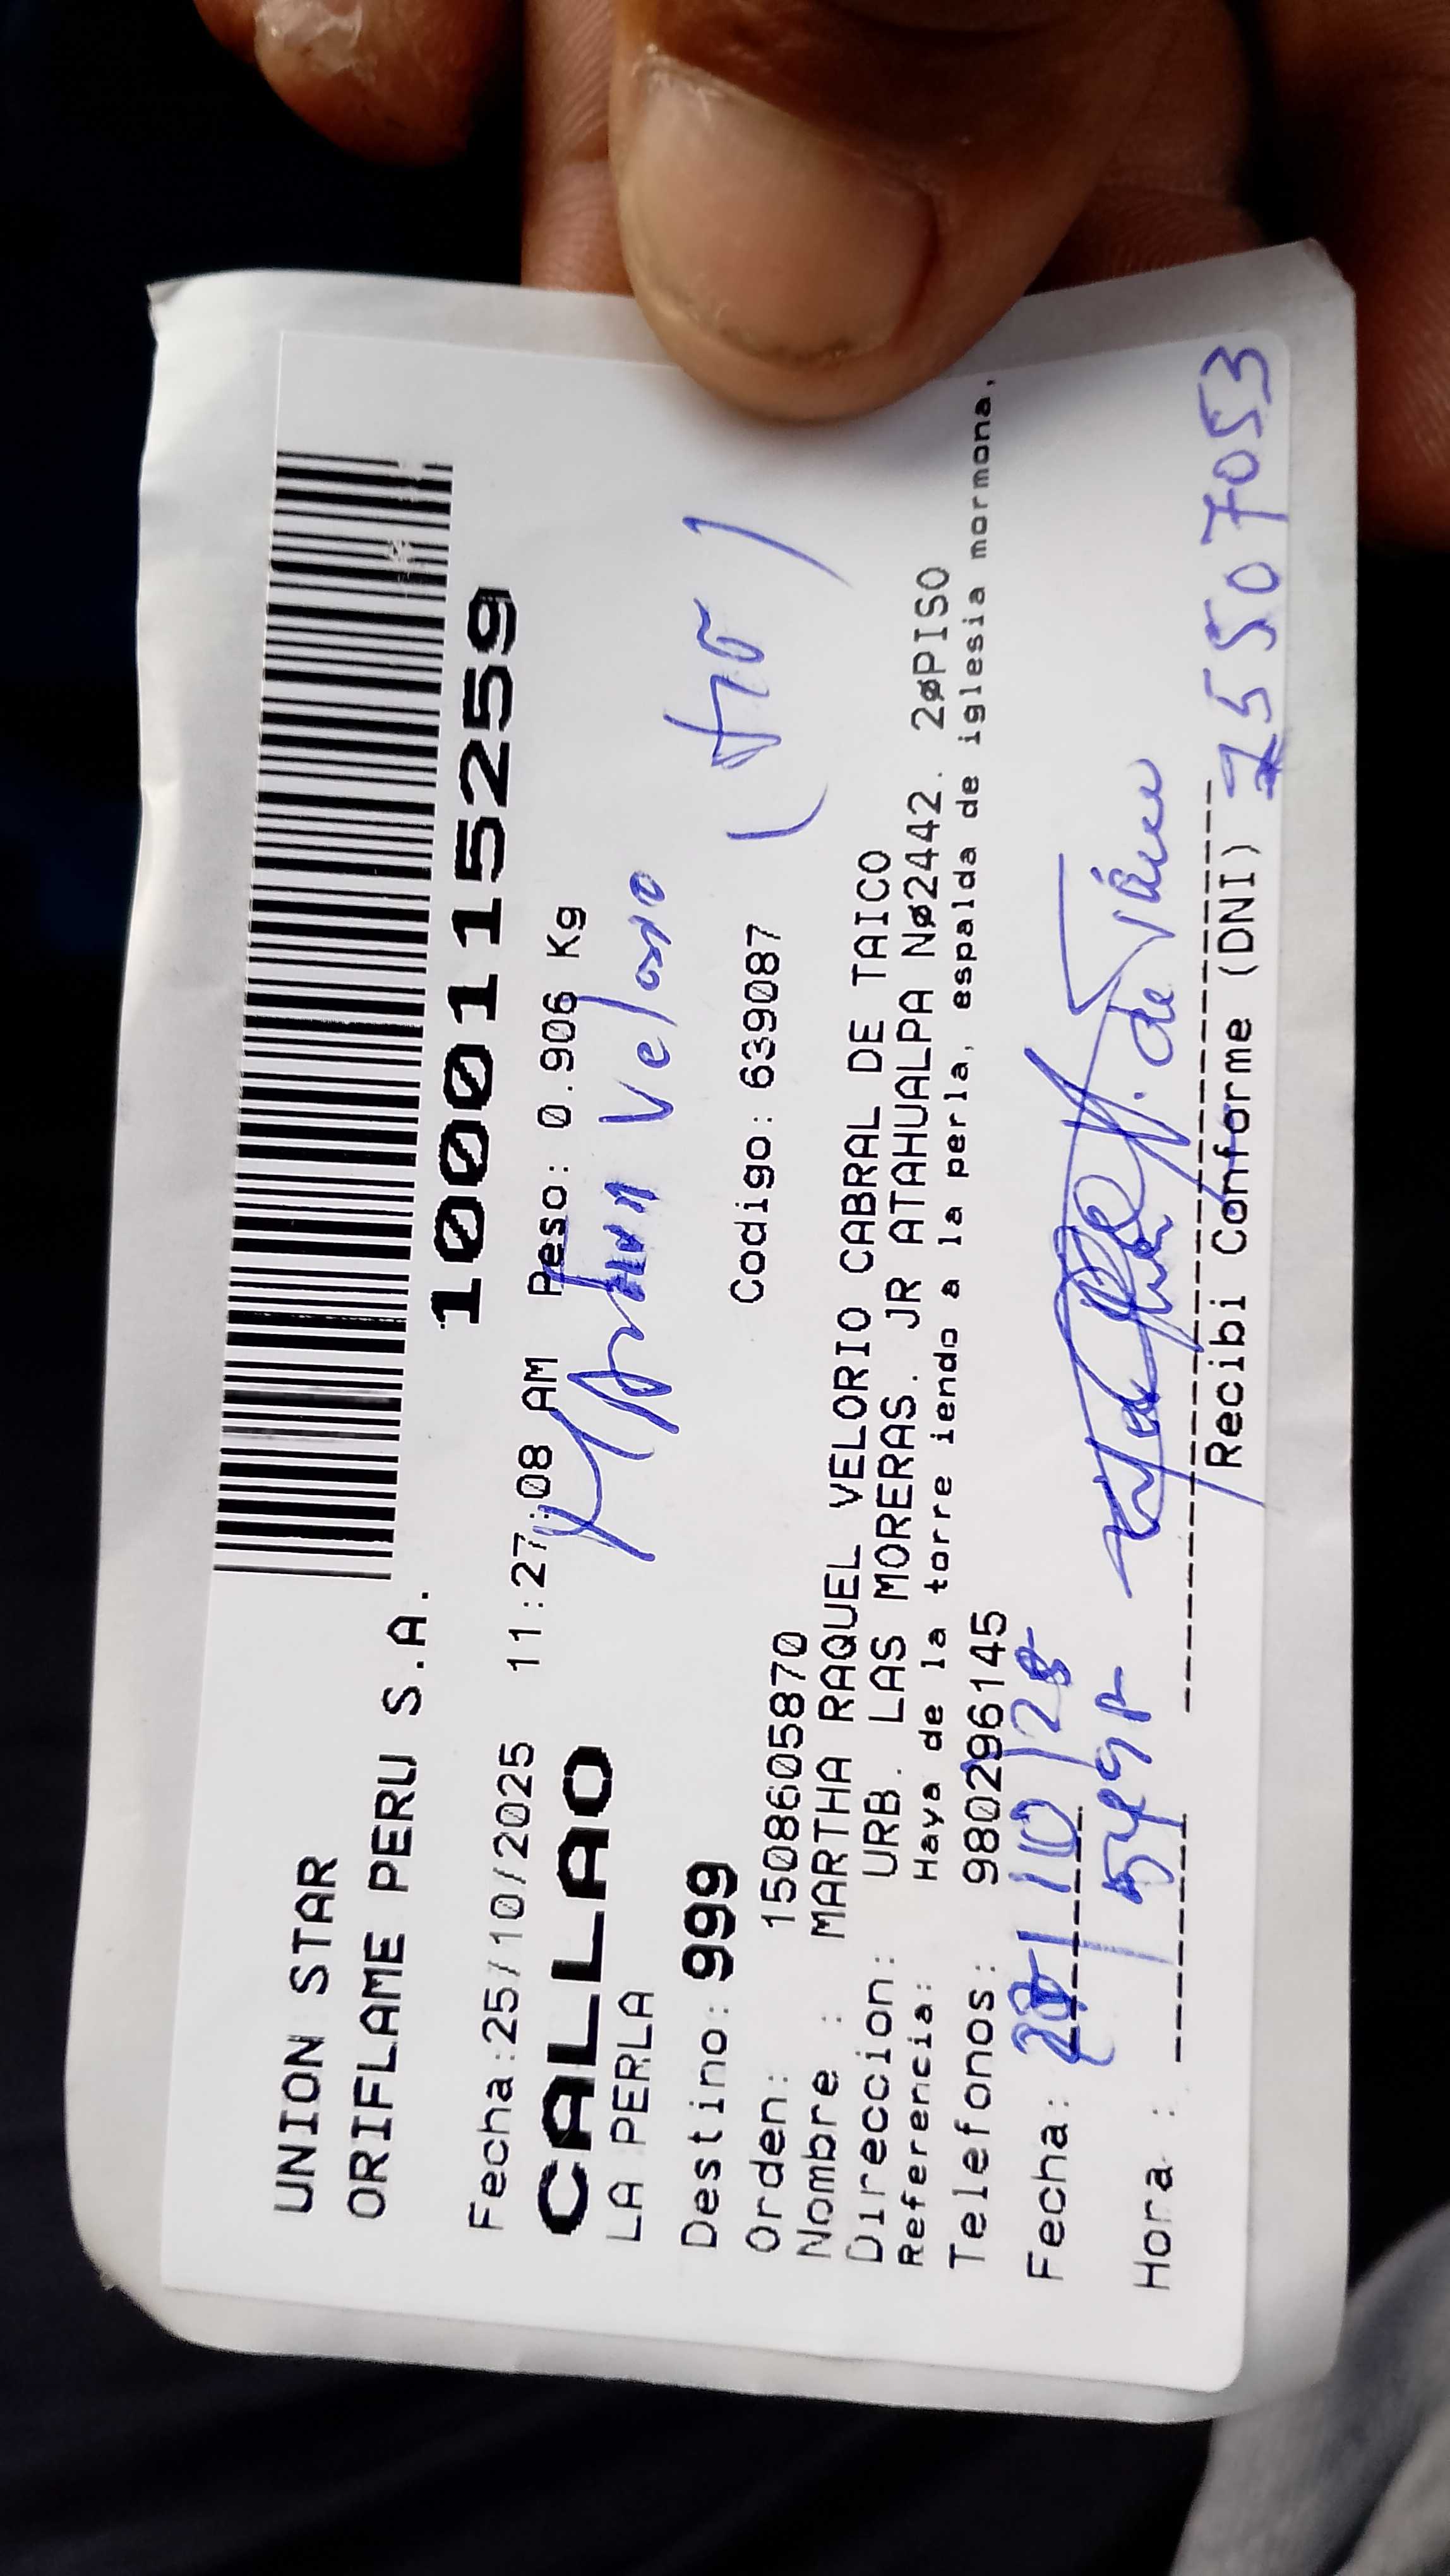 UNION STAR
ORIFLAME PERU S.A.
1000115259
Fecha:25/10/2025 11:27:08 AM Peso: 0.906 Kg
CALLAO
LA PERLA
Velorio
Destino: 999 Codigo: 639087
Orden: 1508605870
Nombre : MARTHA RAQUEL VELORIO CABRAL DE TAICO
Direccion: URB. LAS MORERAS. JR ATAHUALPA Nø2442. 2øPISO
Referencia: Haya de la torre iendo a la perla, espalda de iglesia mormona.
Telefonos: 980296145
Fecha:
Hora :
Recibi Conforme (DNI) 25507053